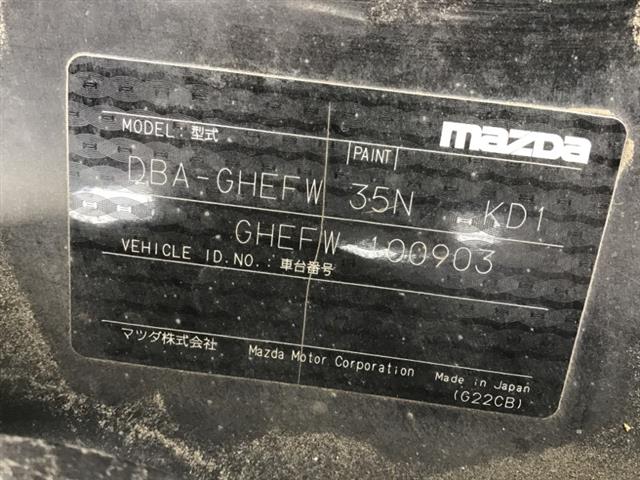 MODEL : 型式
PAINT
mazda
DBA-GHEFW 35N KD1
GHEFW-100903
VEHICLE ID.NO.: 車台番号
マツダ株式会社 Mazda Motor Corporation Made in Japan
(G22CB)